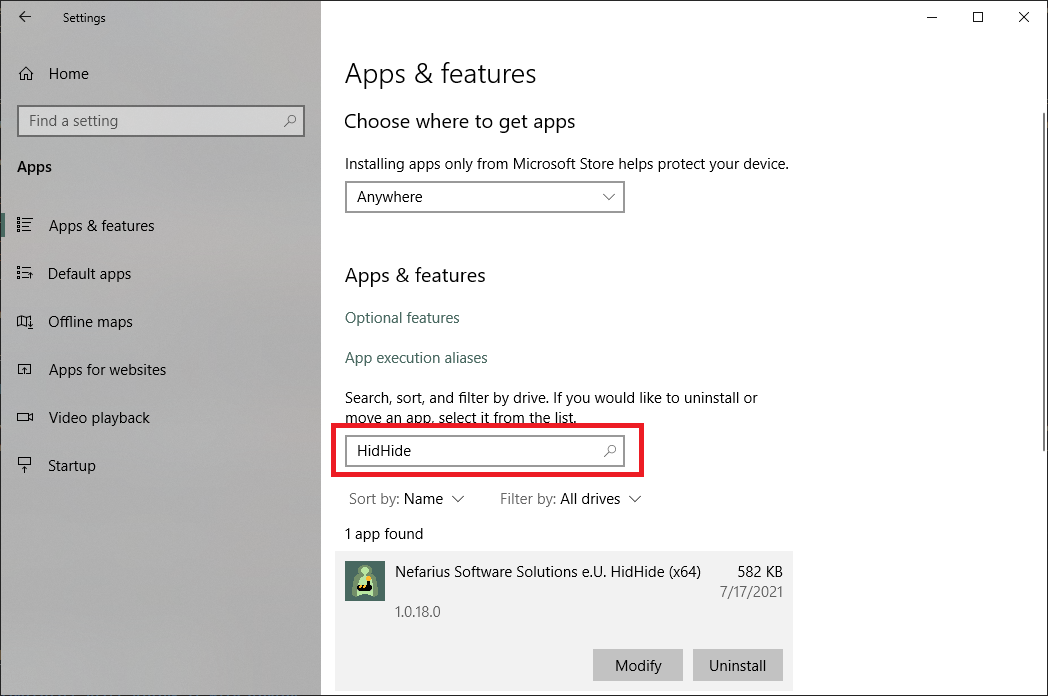 Settings
Home
Find a setting
Apps
Apps & features
Default apps
Offline maps
Apps for websites
Video playback
Startup
Apps & features
Choose where to get apps
Installing apps only from Microsoft Store helps protect your device.
Anywhere
Apps & features
Optional features
App execution aliases
Search, sort, and filter by drive. If you would like to uninstall or
move an app, select it from the list.
HidHide
Sort by: Name Filter by: All drives
1 app found
Nefarius Software Solutions e.U. HidHide (x64) 582 KB
7/17/2021
1.0.18.0
Modify Uninstall